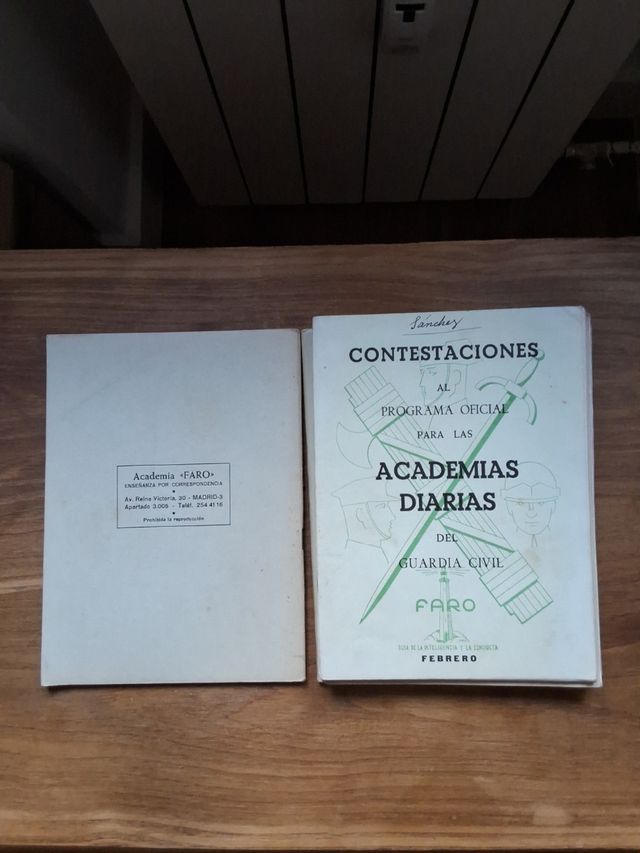 Academia «FARO»
ENSEÑANZA POR CORRESPONDENCIA
Av. Reina Victoria, 30 - MADRID-3
Apartado 3.005 - Teléf. 254 41 16
Prohibida la reproducción
Sánchez
CONTESTACIONES
AL
PROGRAMA OFICIAL
PARA LAS
ACADEMIAS
DIARIAS
DEL
GUARDIA CIVIL
FARO
GUIA DE LA INTELIGENCIA Y LA CONDUCTA
FEBRERO